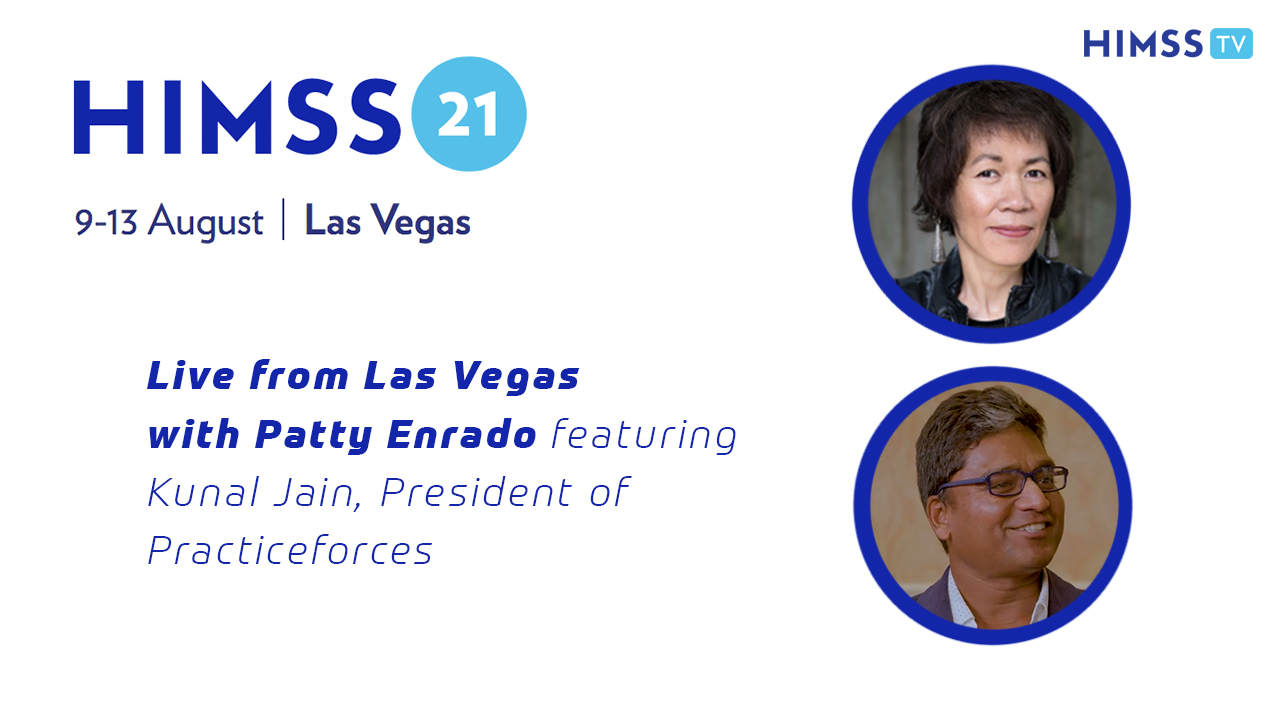 HIMSS TV
HIMSS 21
9-13 August | Las Vegas
Live from Las Vegas
with Patty Enrado featuring
Kunal Jain, President of
Practiceforces